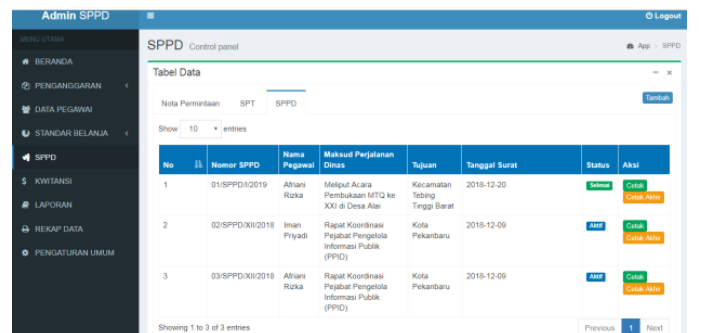 Admin SPPD
Logout
MENU UTAMA
SPPD Control panel
App > SPPD
BERANDA
PENGANGGARAN
DATA PEGAWAI
STANDAR BELANJA
SPPD
KWITANSI
LAPORAN
REKAP DATA
PENGATURAN UMUM
Tabel Data
Nota Permintaan SPT SPPD
Tambah
Show 10 entries
No Nomor SPPD Nama Pegawai Maksud Perjalanan Dinas Tujuan Tanggal Surat Status Aksi
1 01/SPPD/I/2019 Afriani Rizka Meliput Acara Pembukaan MTQ ke XXI di Desa Alai Kecamatan Tebing Tinggi Barat 2018-12-20 Selesai Cetak Cetak Akhir
2 02/SPPD/XII/2018 Iman Priyadi Rapat Koordinasi Pejabat Pengelola Informasi Publik (PPID) Kota Pekanbaru 2018-12-09 Aktif Cetak Cetak Akhir
3 03/SPPD/XII/2018 Afriani Rizka Rapat Koordinasi Pejabat Pengelola Informasi Publik (PPID) Kota Pekanbaru 2018-12-09 Aktif Cetak Cetak Akhir
Showing 1 to 3 of 3 entries
Previous 1 Next